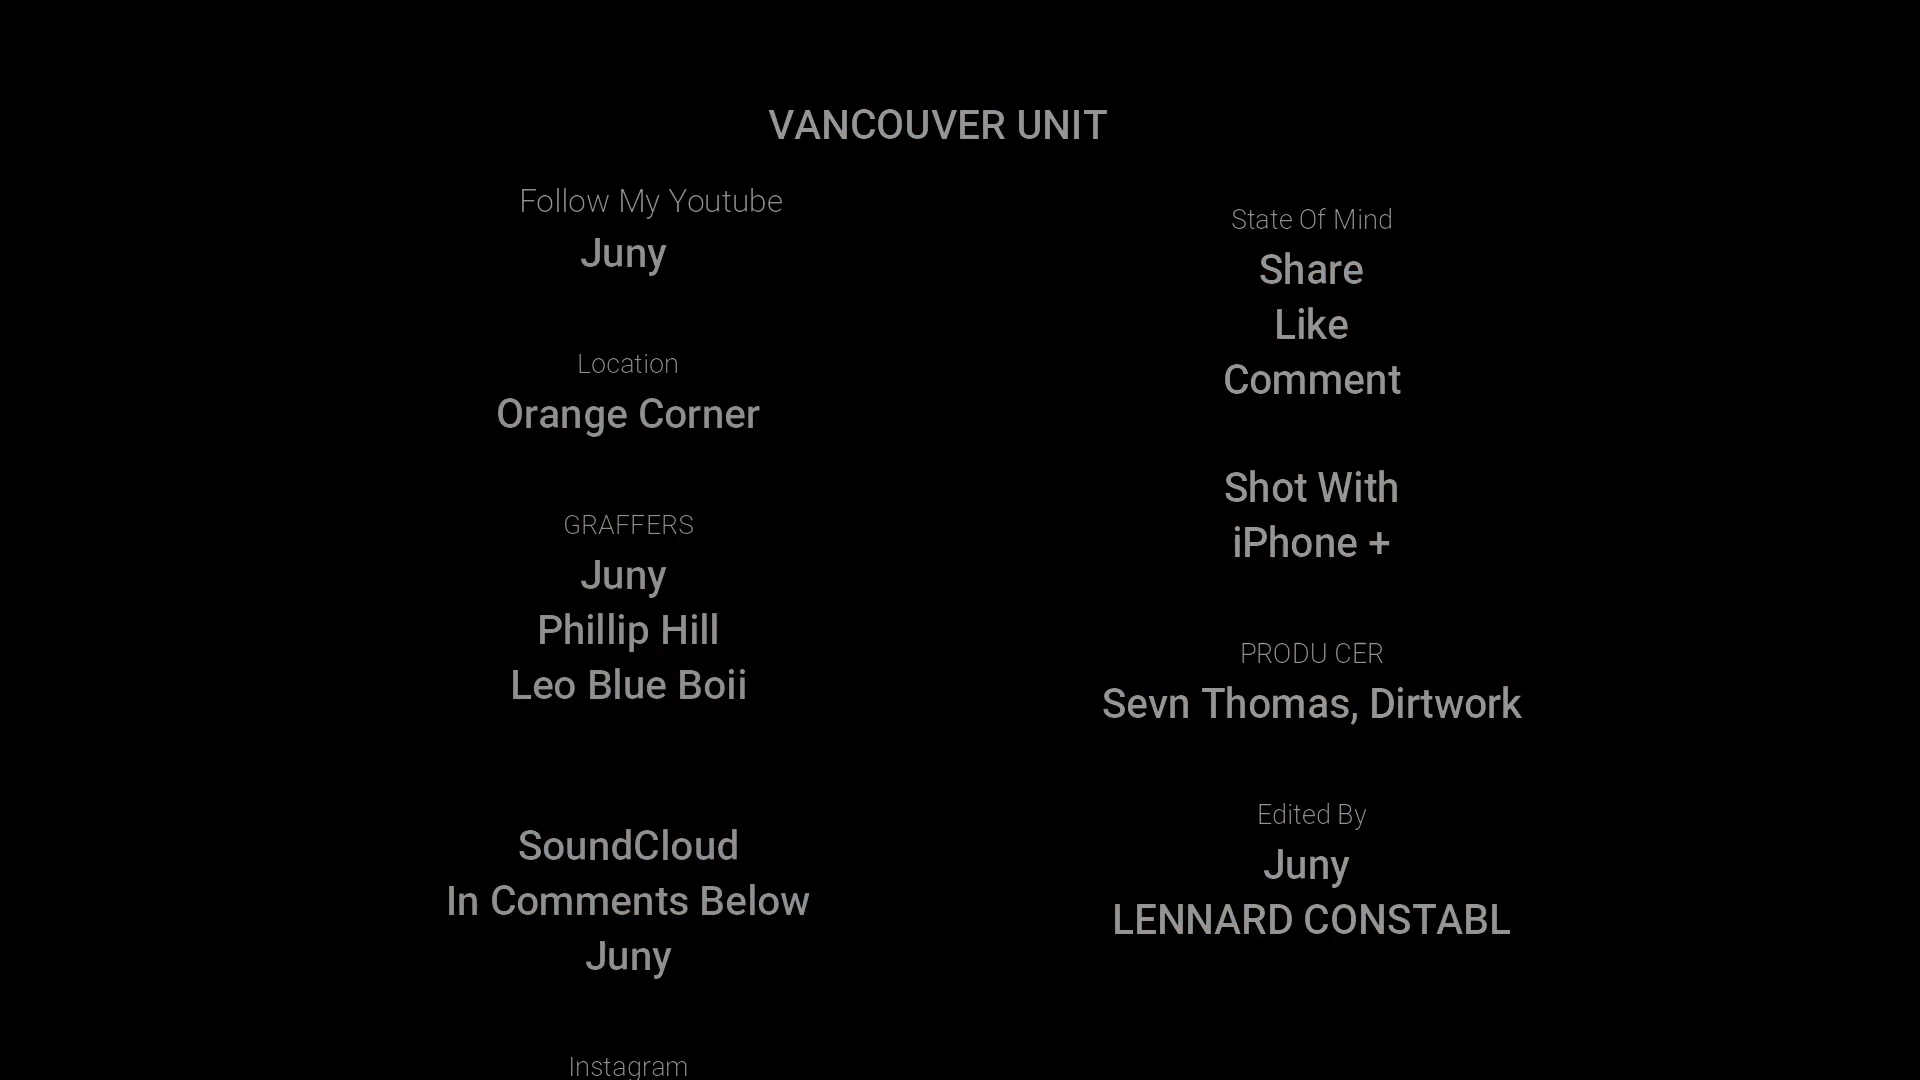 VANCOUVER UNIT
Follow My Youtube
Juny
Location
Orange Corner
GRAFFERS
Juny
Phillip Hill
Leo Blue Boii
SoundCloud
In Comments Below
Juny
Instagram
State Of Mind
Share
Like
Comment
Shot With
iPhone +
PRODU CER
Sevn Thomas, Dirtwork
Edited By
Juny
LENNARD CONSTABL